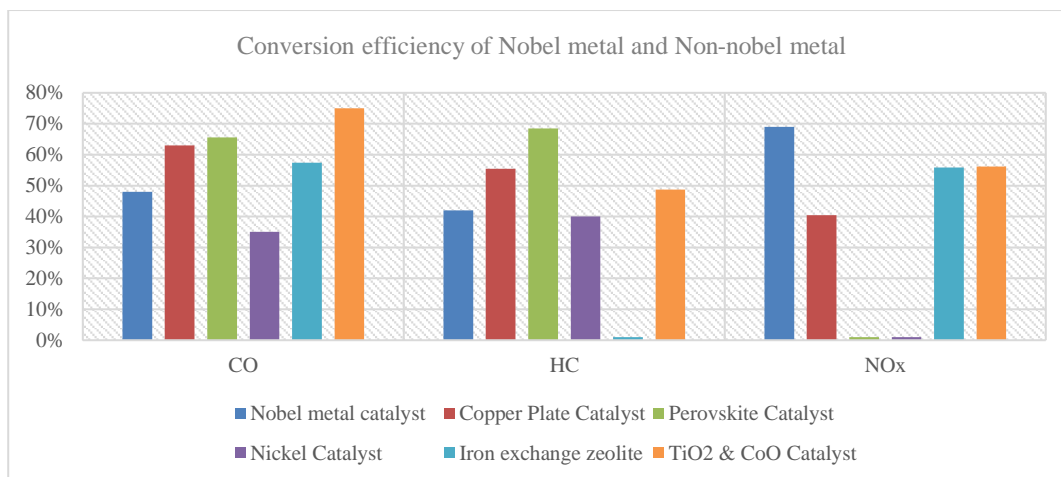 Conversion efficiency of Nobel metal and Non-nobel metal
80%
70%
60%
50%
40%
30%
20%
10%
0%
CO HC NOx
Nobel metal catalyst Copper Plate Catalyst Perovskite Catalyst
Nickel Catalyst Iron exchange zeolite TiO2 & CoO Catalyst